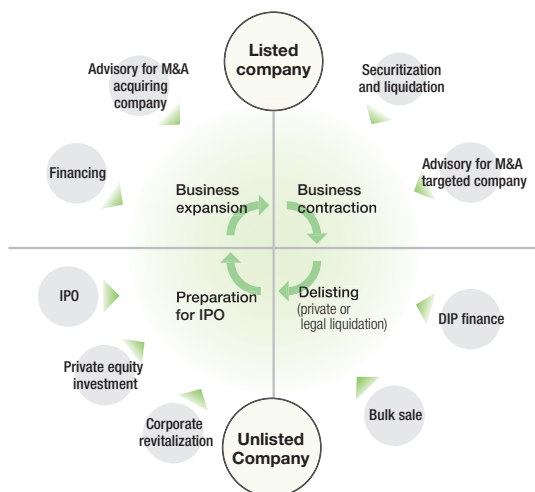 Listed
company
Advisory for M&A
acquiring
company
Securitization
and liquidation
Financing
Advisory for M&A
targeted company
Business
expansion
Business
contraction
IPO
Preparation
for IPO
Delisting
(private or
legal liquidation)
DIP finance
Private equity
investment
Corporate
revitalization
Bulk sale
Unlisted
Company